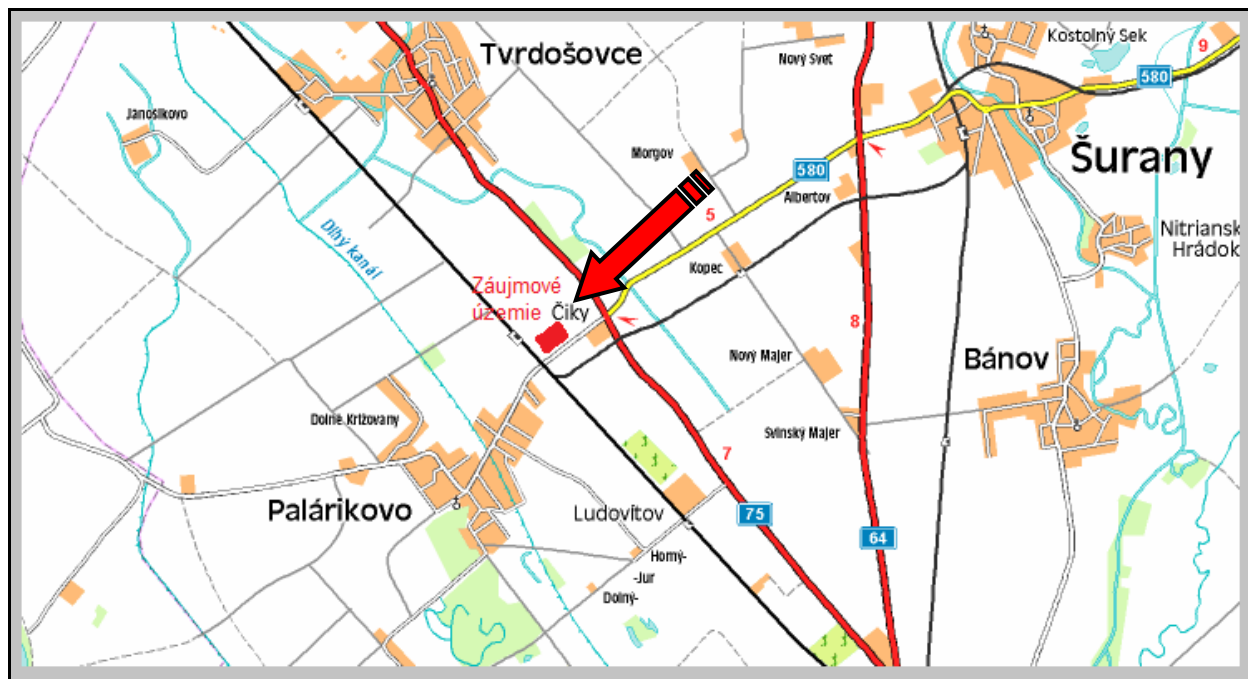 Kostolný Sek
9
Tvrdošovce
Nový Svet
580
Jánošíkovo
Morgov
Šurany
580
Albertov
5
Nitriansk
Hrádok
Dlhý kanál
Kopec
Záujmové
územie
Čiky
8
Nový Majer
Bánov
Dolné Križovany
Svinský Majer
7
Palárikovo
Ludovítov
75
64
Horný-
-Jur
Dolný-